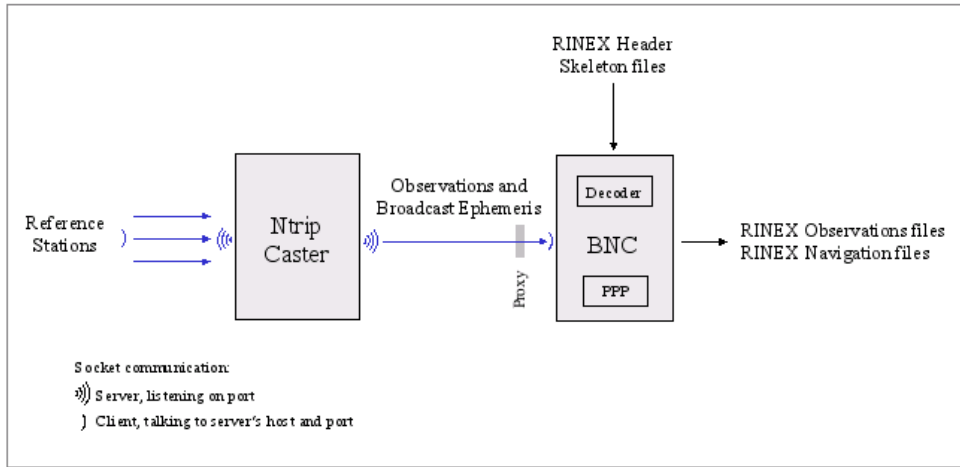 RINEX Header
Skeleton files
Reference
Stations
Ntrip
Caster
Observations and
Broadcast Ephemeris
Proxy
Decoder
BNC
PPP
RINEX Observations files
RINEX Navigation files
Socket communication:
Server, listening on port
Client, talking to server's host and port